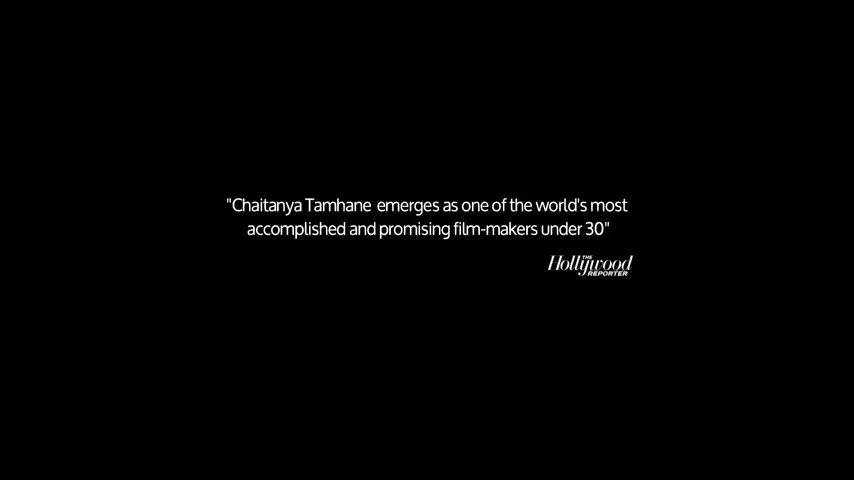 "Chaitanya Tamhane emerges as one of the world's most
accomplished and promising film-makers under 30"
THE
Hollywood
REPORTER